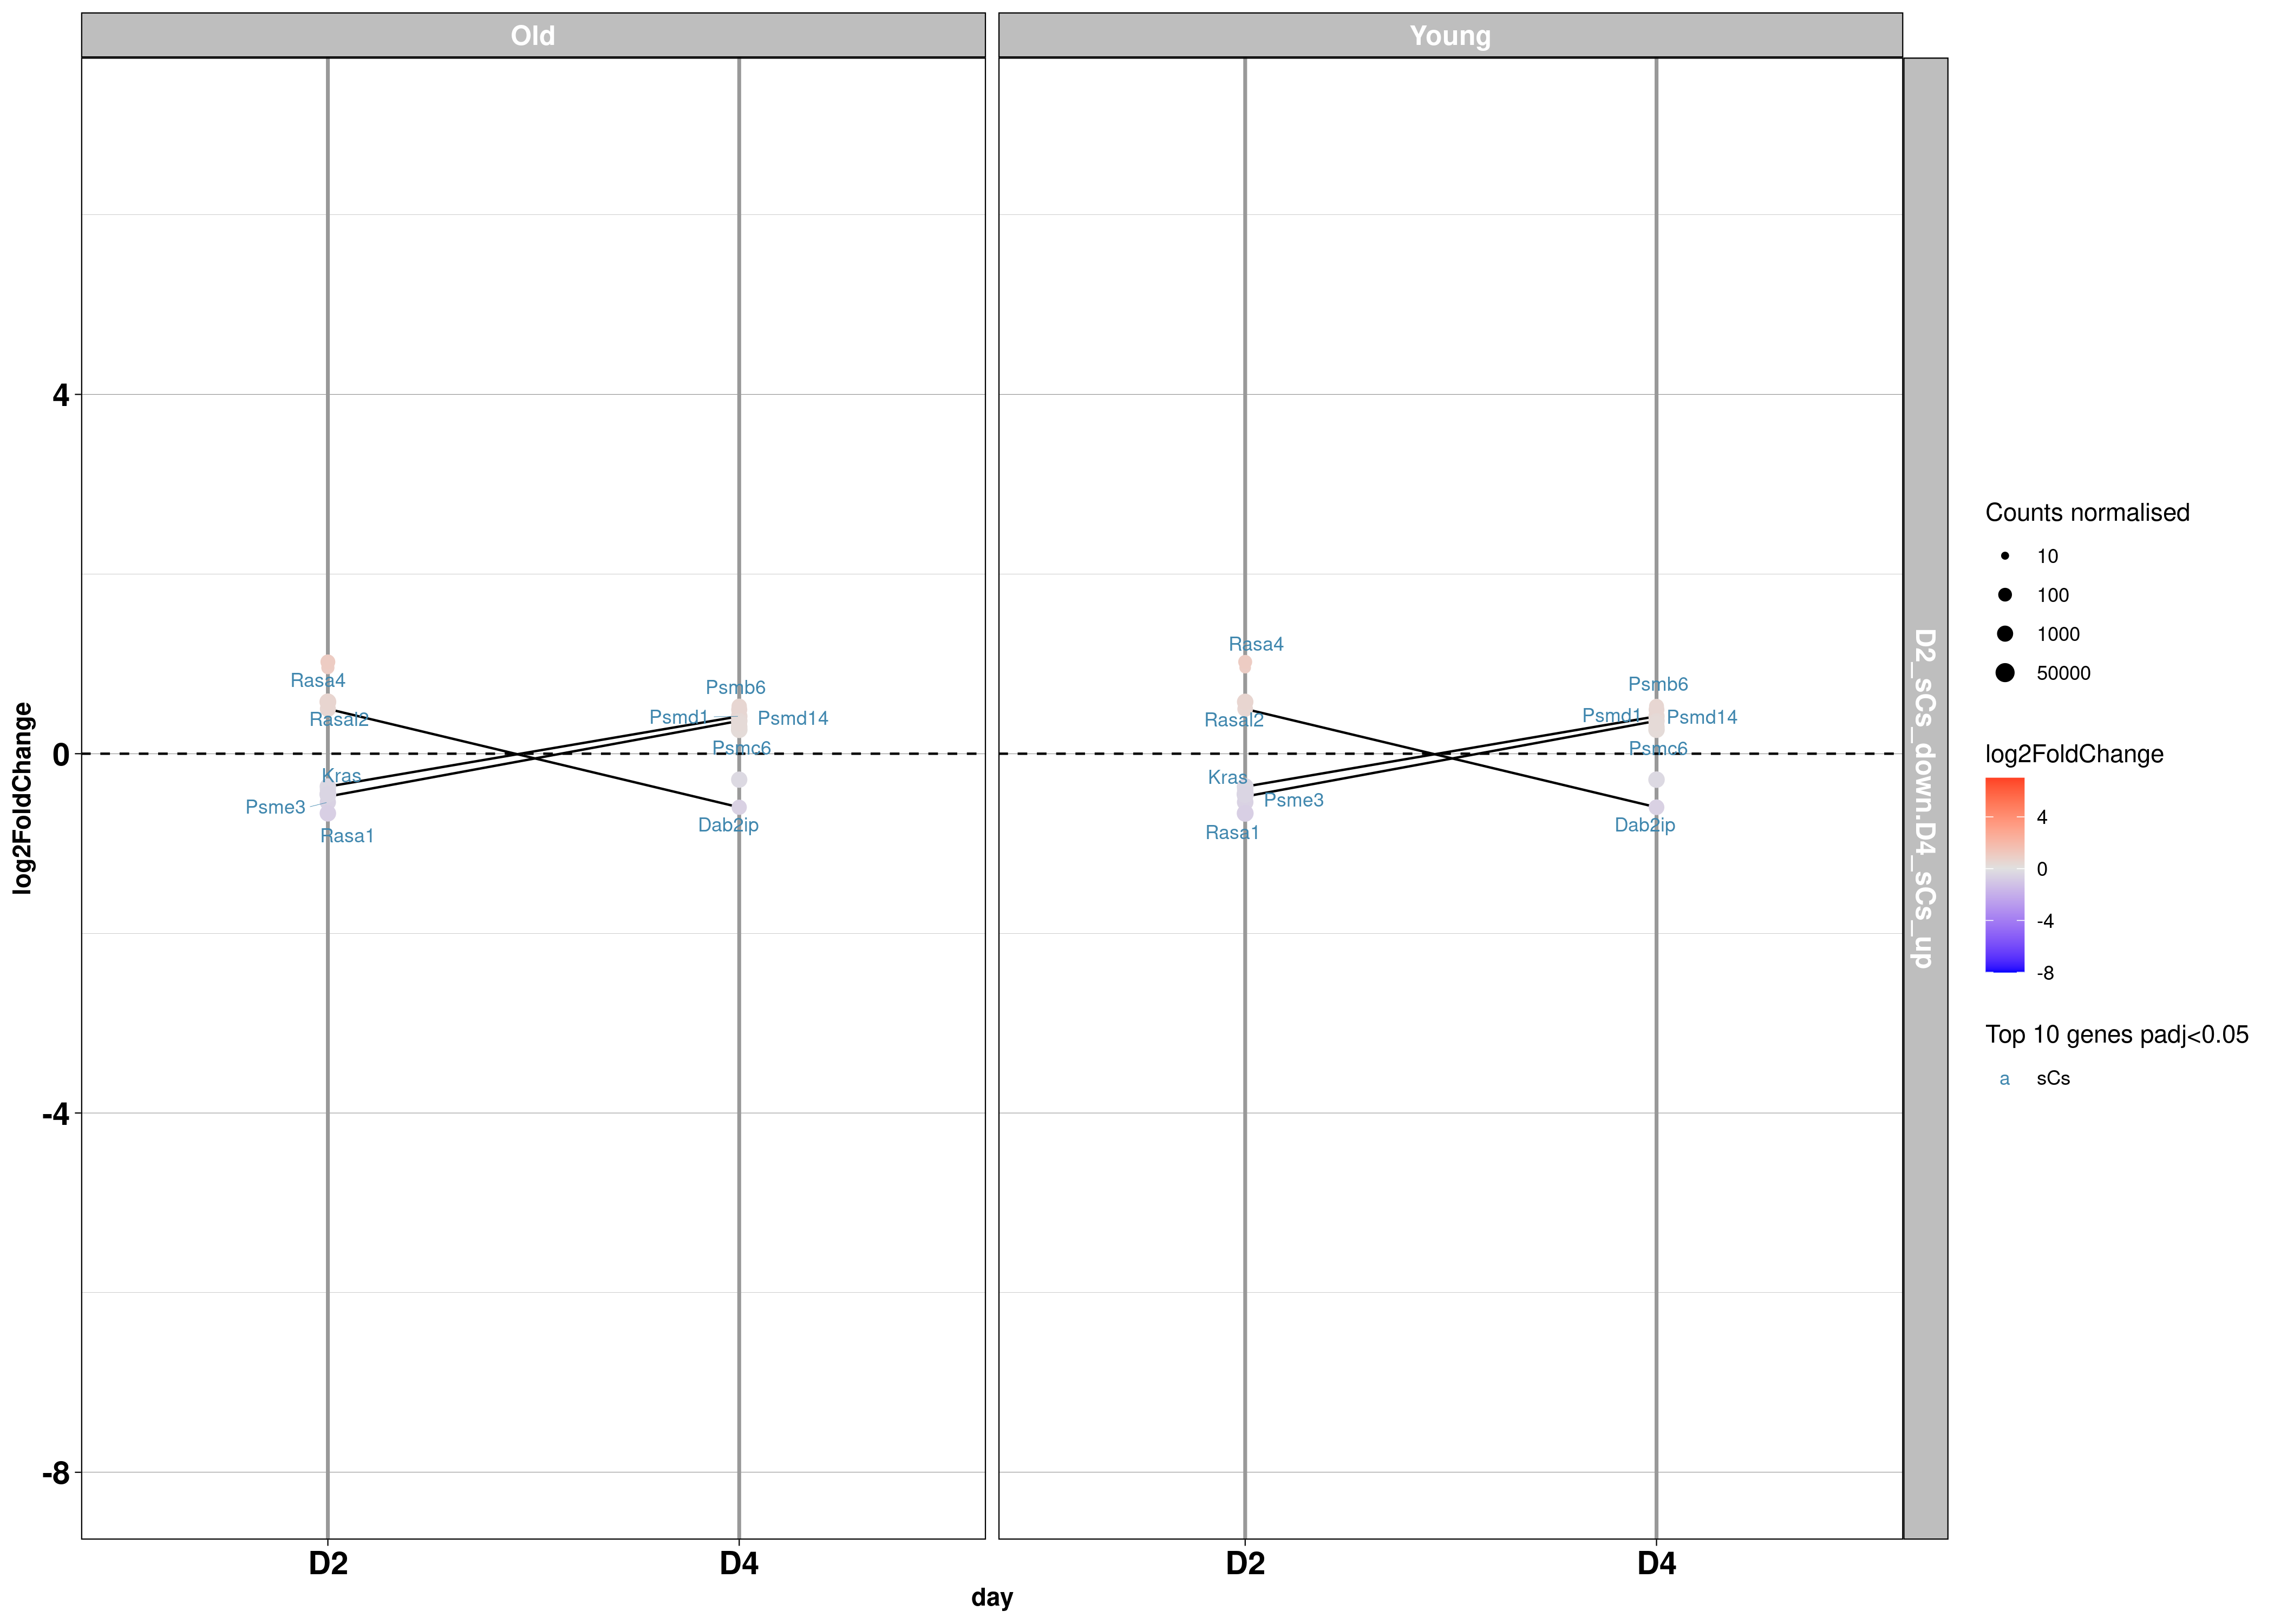 Old
Young
4
0
-4
-8
log2FoldChange
Rasa4
Rasal2
Kras
Psme3
Rasa1
Psmb6
Psmd1
Psmd14
Psmc6
Dab2ip
Rasa4
Rasal2
Kras
Psme3
Rasa1
Psmb6
Psmd1
Psmd14
Psmc6
Dab2ip
D2_sCs_down.D4_sCs_up
D2
D4
D2
D4
day
Counts normalised
10
100
1000
50000
log2FoldChange
4
0
-4
-8
Top 10 genes padj<0.05
a sCs